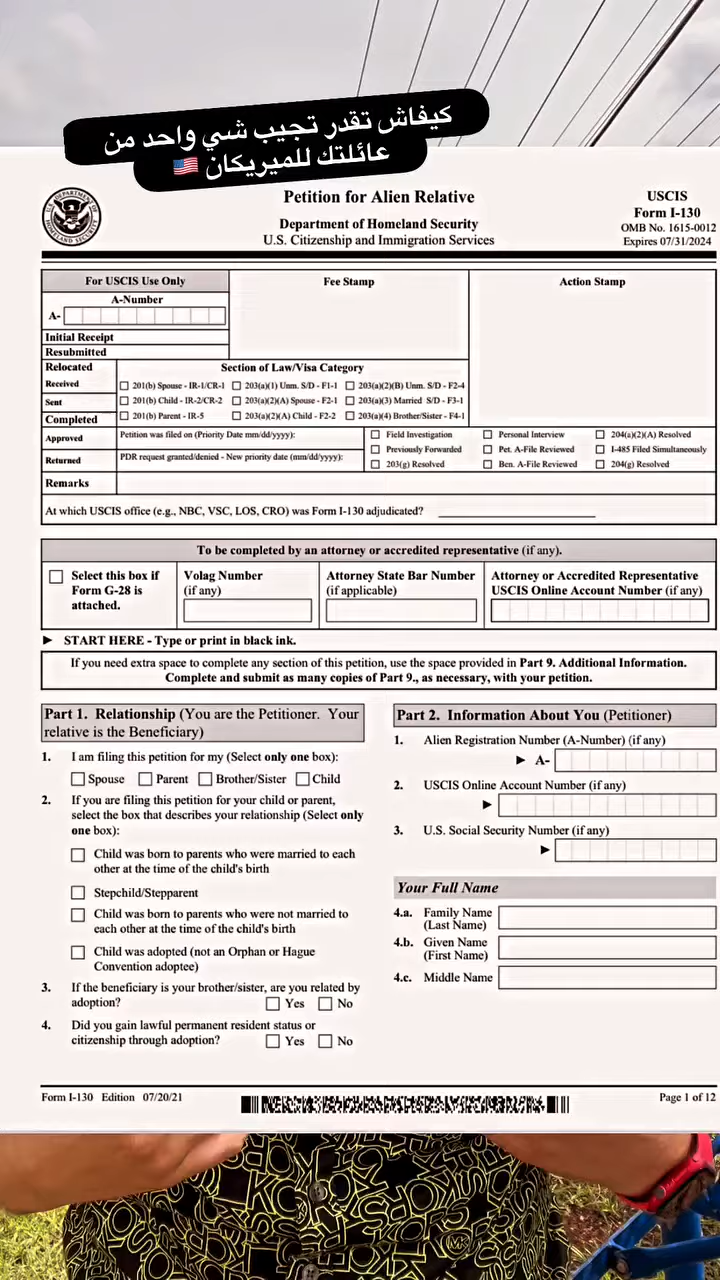 كيفاش تقدر تجيب شي واحد من
عائلتك للميريكان 🇺🇸
Petition for Alien Relative
Department of Homeland Security
U.S. Citizenship and Immigration Services
USCIS
Form I-130
OMB No. 1615-0012
Expires 07/31/2024
For USCIS Use Only
A-Number
A-
Initial Receipt
Resubmitted
Relocated
Received
Sent
Completed
Approved
Returned
Remarks
Fee Stamp
Action Stamp
Section of Law/Visa Category
201(b) Spouse - IR-1/CR-1
203(a)(1) Unm. S/D - F1-1
203(a)(2)(B) Unm. S/D - F2-4
201(b) Child - IR-2/CR-2
203(a)(2)(A) Spouse - F2-1
203(a)(3) Married S/D - F3-1
201(b) Parent - IR-5
203(a)(2)(A) Child - F2-2
203(a)(4) Brother/Sister - F4-1
Petition was filed on (Priority Date mm/dd/yyyy):
PDR request granted/denied - New priority date (mm/dd/yyyy):
Field Investigation
Personal Interview
204(a)(2)(A) Resolved
Previously Forwarded
Pet. A-File Reviewed
I-485 Filed Simultaneously
203(g) Resolved
Ben. A-File Reviewed
204(g) Resolved
At which USCIS office (e.g., NBC, VSC, LOS, CRO) was Form I-130 adjudicated?
To be completed by an attorney or accredited representative (if any).
Select this box if
Form G-28 is
attached.
Volag Number
(if any)
Attorney State Bar Number
(if applicable)
Attorney or Accredited Representative
USCIS Online Account Number (if any)
► START HERE - Type or print in black ink.
If you need extra space to complete any section of this petition, use the space provided in Part 9. Additional Information.
Complete and submit as many copies of Part 9., as necessary, with your petition.
Part 1. Relationship (You are the Petitioner. Your
relative is the Beneficiary)
1. I am filing this petition for my (Select only one box):
Spouse Parent Brother/Sister Child
2. If you are filing this petition for your child or parent,
select the box that describes your relationship (Select only
one box):
Child was born to parents who were married to each
other at the time of the child's birth
Stepchild/Stepparent
Child was born to parents who were not married to
each other at the time of the child's birth
Child was adopted (not an Orphan or Hague
Convention adoptee)
3. If the beneficiary is your brother/sister, are you related by
adoption? Yes No
4. Did you gain lawful permanent resident status or
citizenship through adoption? Yes No
Part 2. Information About You (Petitioner)
1. Alien Registration Number (A-Number) (if any)
► A-
2. USCIS Online Account Number (if any)
►
3. U.S. Social Security Number (if any)
►
Your Full Name
4.a. Family Name
(Last Name)
4.b. Given Name
(First Name)
4.c. Middle Name
Form I-130 Edition 07/20/21
Page 1 of 12